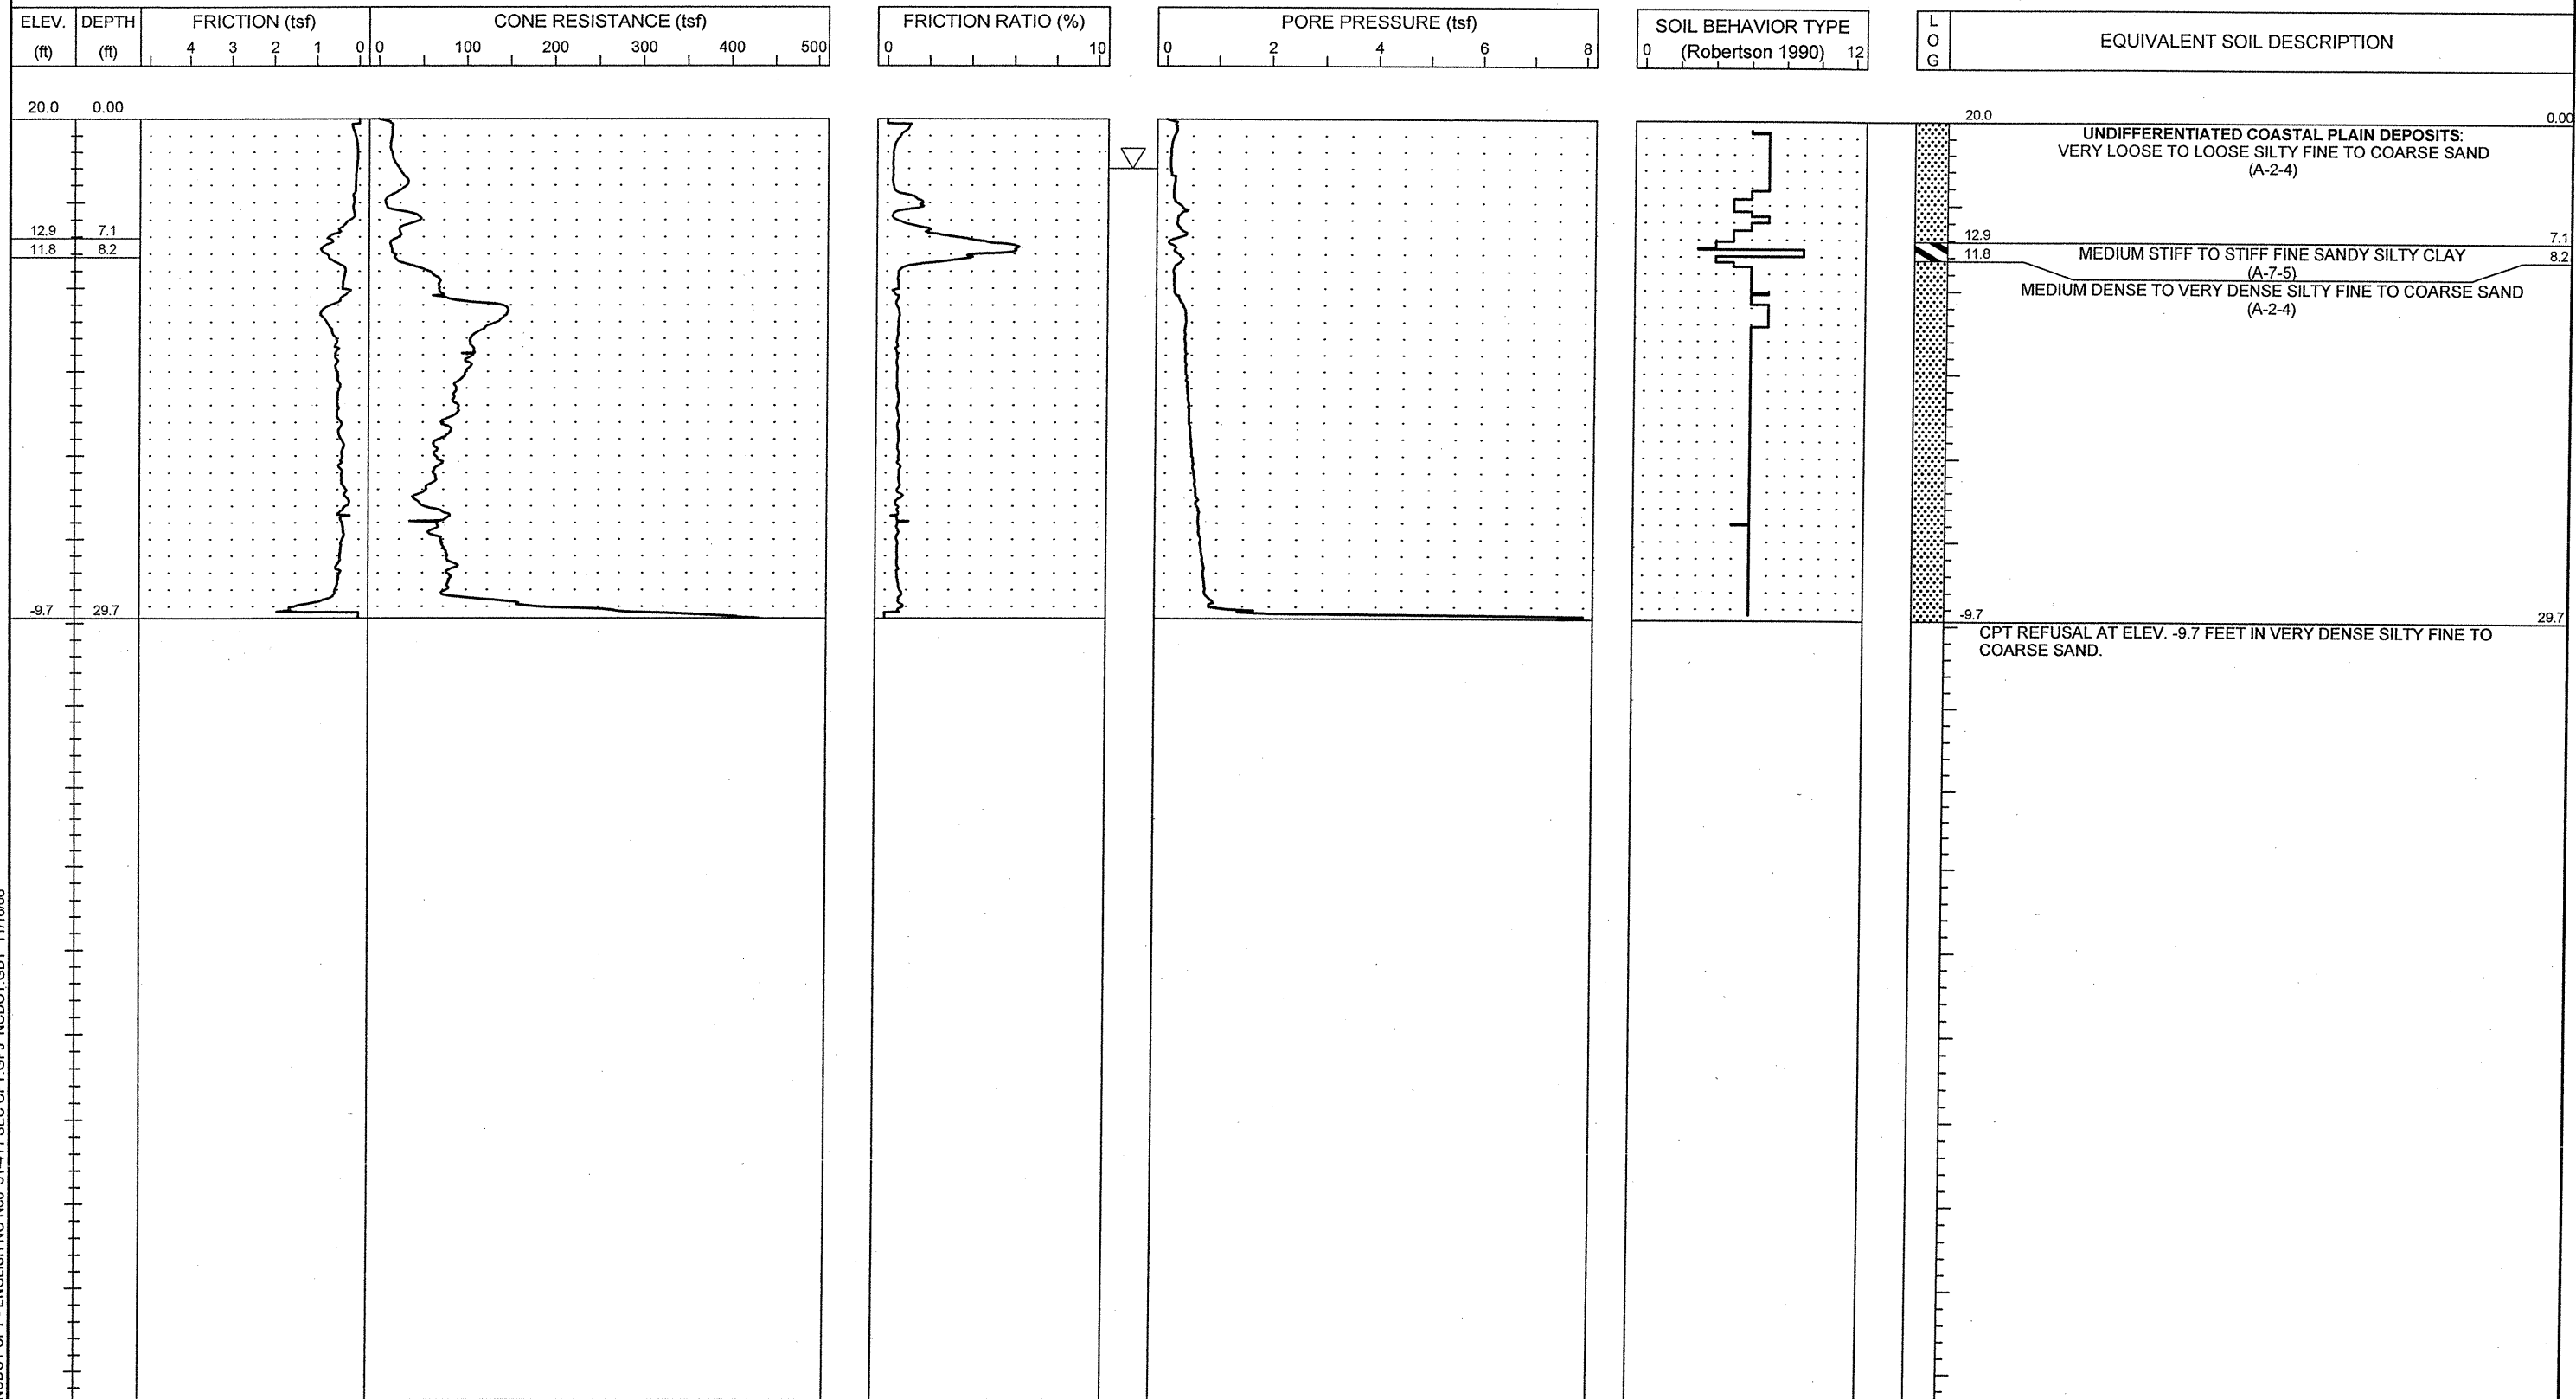 ELEV.
(ft)
DEPTH
(ft)
FRICTION (tsf)
4 3 2 1 0
CONE RESISTANCE (tsf)
0 100 200 300 400 500
FRICTION RATIO (%)
0 10
PORE PRESSURE (tsf)
0 2 4 6 8
SOIL BEHAVIOR TYPE
(Robertson 1990)
0 12
L
O
G
EQUIVALENT SOIL DESCRIPTION
20.0 0.00
12.9 7.1
11.8 8.2
-9.7 29.7
20.0 0.00
UNDIFFERENTIATED COASTAL PLAIN DEPOSITS:
VERY LOOSE TO LOOSE SILTY FINE TO COARSE SAND
(A-2-4)
12.9 7.1
MEDIUM STIFF TO STIFF FINE SANDY SILTY CLAY
11.8 8.2
(A-7-5)
MEDIUM DENSE TO VERY DENSE SILTY FINE TO COARSE SAND
(A-2-4)
-9.7 29.7
CPT REFUSAL AT ELEV. -9.7 FEET IN VERY DENSE SILTY FINE TO
COARSE SAND.